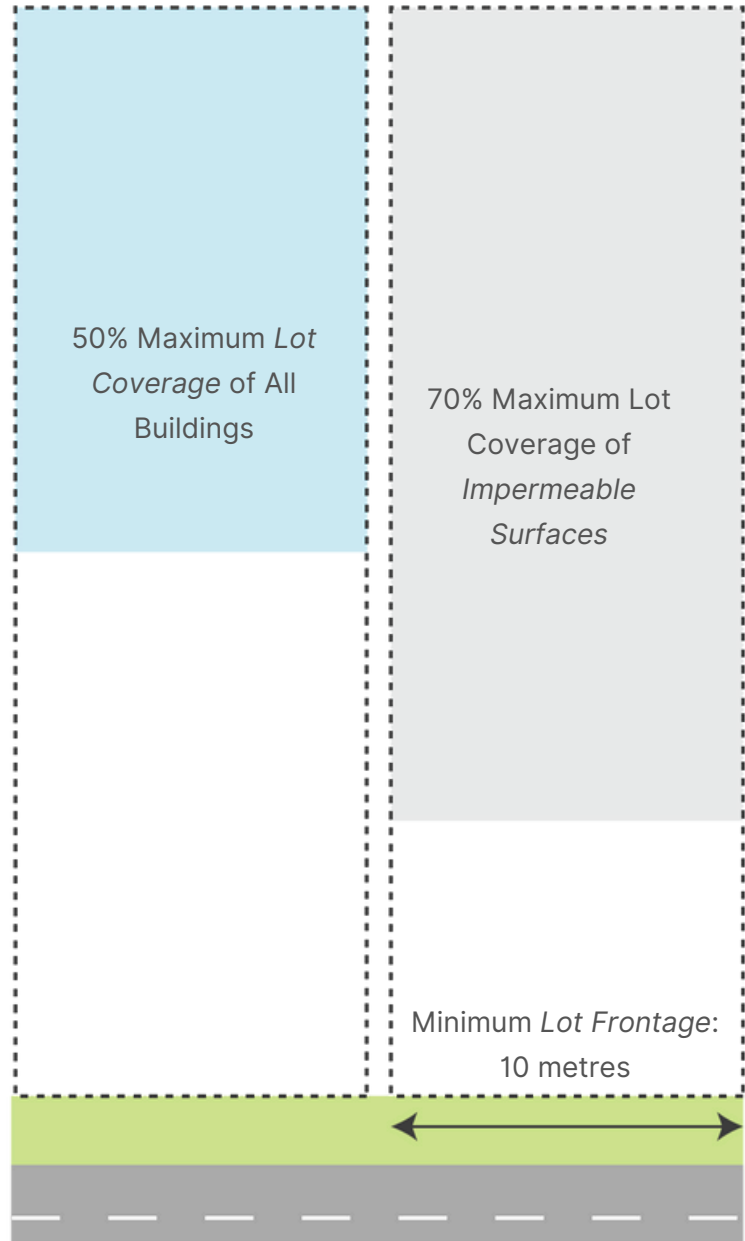 50% Maximum Lot
Coverage of All
Buildings
70% Maximum Lot
Coverage of
Impermeable
Surfaces
Minimum Lot Frontage:
10 metres